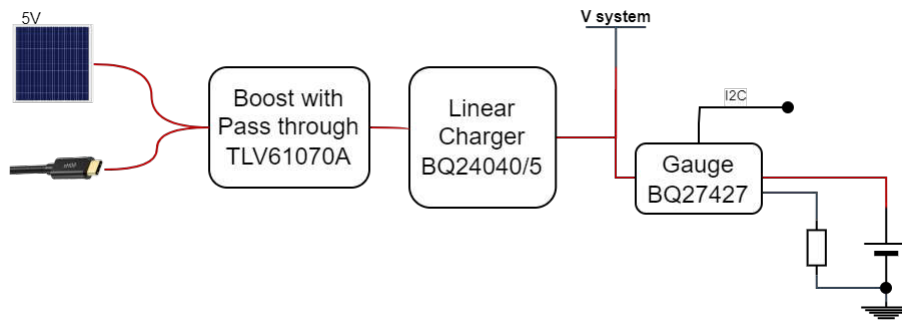 5V
V system
Boost with
Pass through
TLV61070A
Linear
Charger
BQ24040/5
I2C
Gauge
BQ27427